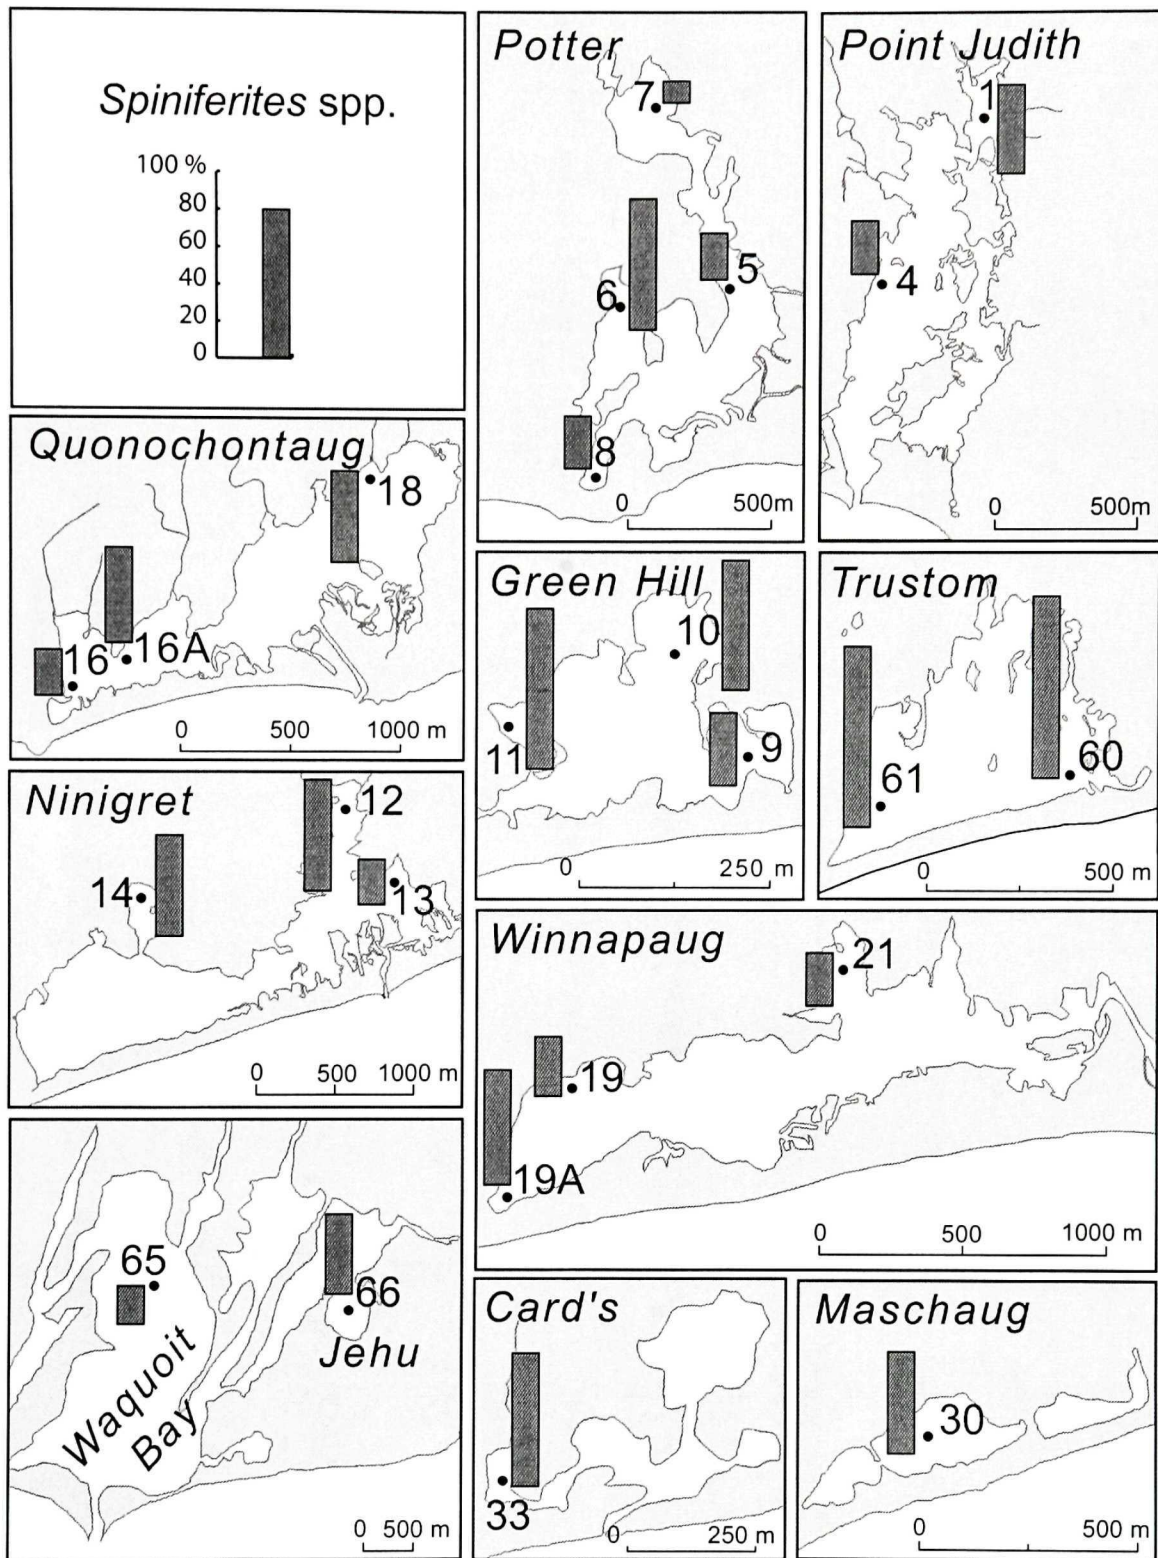 Spiniferites spp.
100 %
80
60
40
20
0
Potter
7
6
5
8
0 500m
Point Judith
1
4
0 500m
Quonochontaug
18
16 16A
0 500 1000 m
Green Hill
10
11
9
0 250 m
Trustom
61
60
0 500 m
Ninigret
12
14
13
0 500 1000 m
Winnapaug
21
19
19A
0 500 1000 m
65
66
Jehu
Waquoit
Bay
0 500 m
Card's
33
0 250 m
Maschaug
30
0 500 m